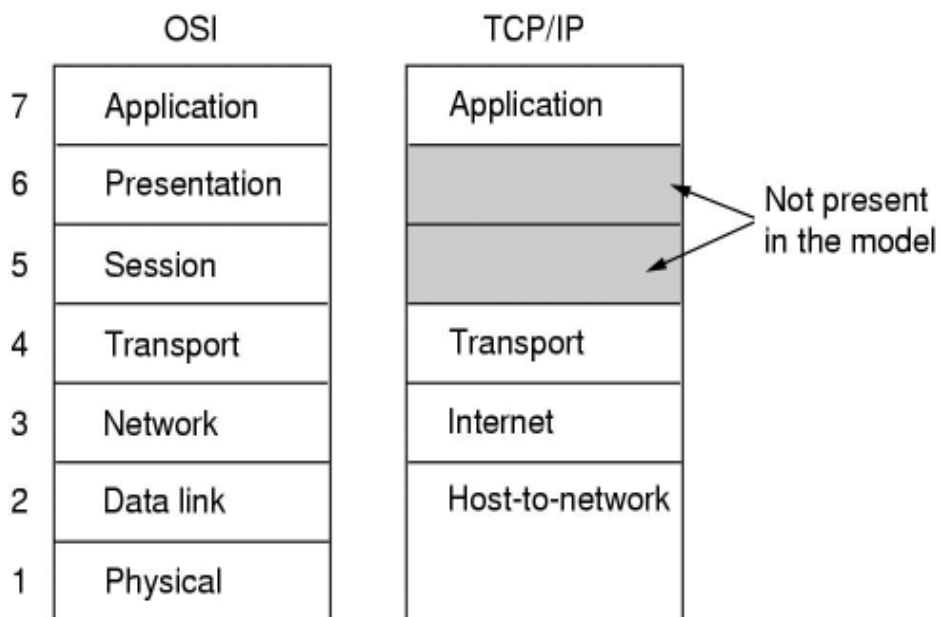 OSI TCP/IP
7 Application Application
6 Presentation
Not present
in the model
5 Session
4 Transport Transport
3 Network Internet
2 Data link Host-to-network
1 Physical